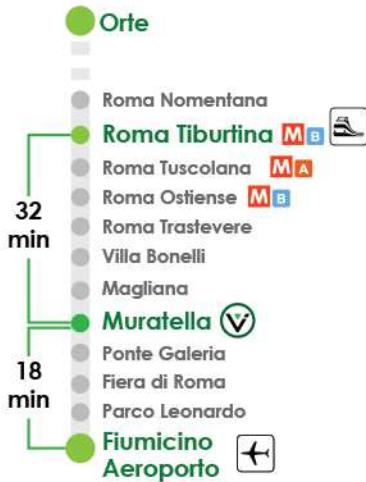 Orte
Roma Nomentana
Roma Tiburtina M B
Roma Tuscolana M A
Roma Ostiense M B
32
min
Roma Trastevere
Villa Bonelli
Magliana
Muratella V
Ponte Galeria
18
min
Fiera di Roma
Parco Leonardo
Fiumicino
Aeroporto